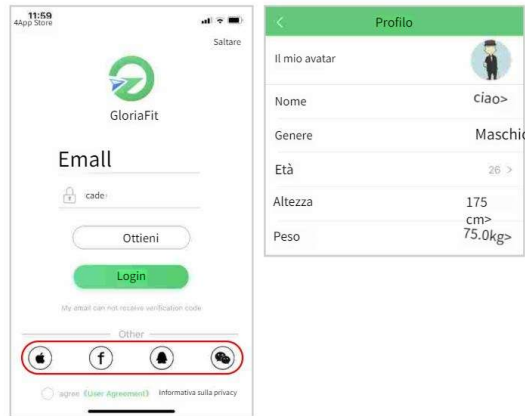 11:59
4App Store
Saltare
GloriaFit
Emall
cade
Ottieni
Login
My email can not receive verification code
Other
agree 《User Agreement》 Informativa sulla privacy
Profilo
Il mio avatar
Nome ciao>
Genere Maschio
Età 26 >
Altezza 175
cm>
Peso 75.0kg>